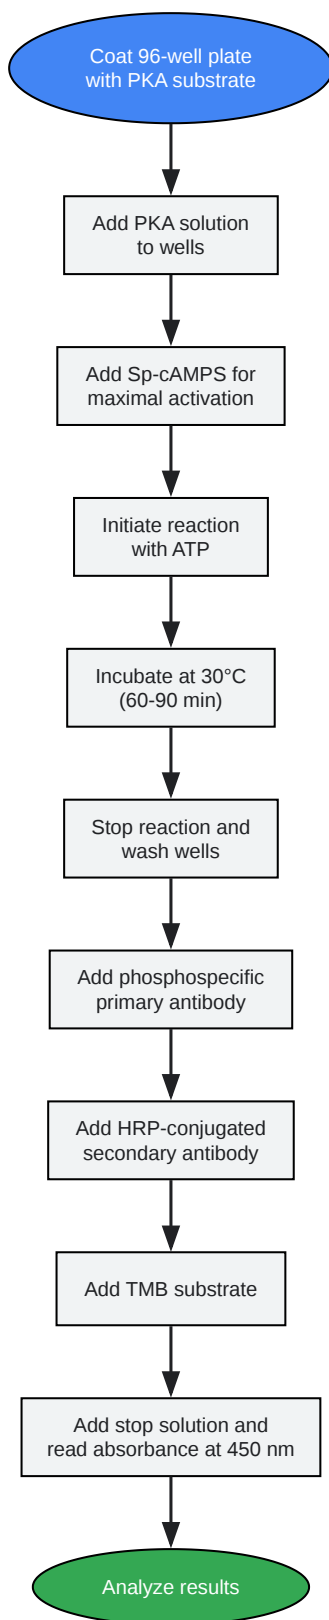 Coat 96-well plate
with PKA substrate
Add PKA solution
to wells
Add Sp-cAMPS for
maximal activation
Initiate reaction
with ATP
Incubate at 30°C
(60-90 min)
Stop reaction and
wash wells
Add phosphospecific
primary antibody
Add HRP-conjugated
secondary antibody
Add TMB substrate
Add stop solution and
read absorbance at 450 nm
Analyze results